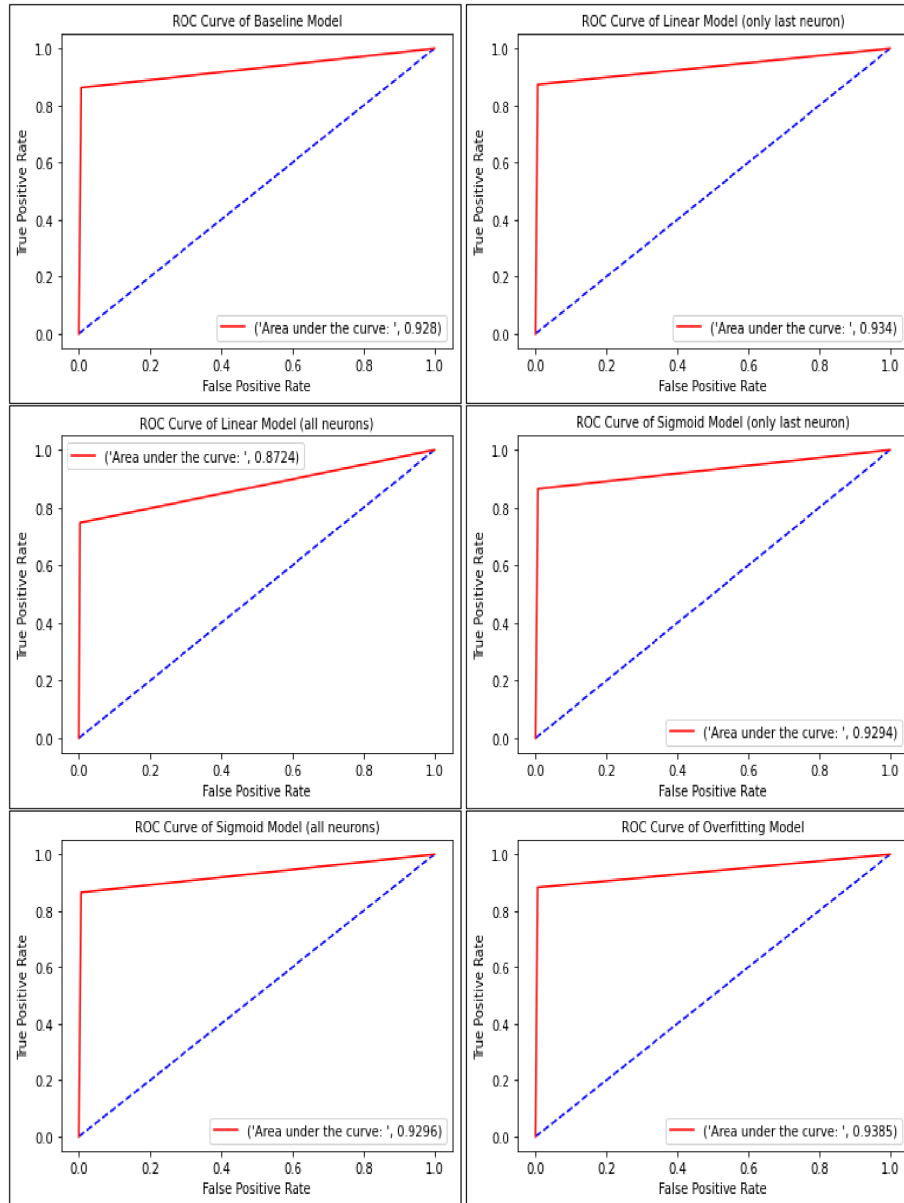 ROC Curve of Baseline Model
1.0
0.8
0.6
0.4
0.2
0.0
True Positive Rate
('Area under the curve: ', 0.928)
0.0 0.2 0.4 0.6 0.8 1.0
False Positive Rate
ROC Curve of Linear Model (only last neuron)
1.0
0.8
0.6
0.4
0.2
0.0
True Positive Rate
('Area under the curve: ', 0.934)
0.0 0.2 0.4 0.6 0.8 1.0
False Positive Rate
ROC Curve of Linear Model (all neurons)
('Area under the curve: ', 0.8724)
1.0
0.8
0.6
0.4
0.2
0.0
True Positive Rate
0.0 0.2 0.4 0.6 0.8 1.0
False Positive Rate
ROC Curve of Sigmoid Model (only last neuron)
1.0
0.8
0.6
0.4
0.2
0.0
True Positive Rate
('Area under the curve: ', 0.9294)
0.0 0.2 0.4 0.6 0.8 1.0
False Positive Rate
ROC Curve of Sigmoid Model (all neurons)
1.0
0.8
0.6
0.4
0.2
0.0
True Positive Rate
('Area under the curve: ', 0.9296)
0.0 0.2 0.4 0.6 0.8 1.0
False Positive Rate
ROC Curve of Overfitting Model
1.0
0.8
0.6
0.4
0.2
0.0
True Positive Rate
('Area under the curve: ', 0.9385)
0.0 0.2 0.4 0.6 0.8 1.0
False Positive Rate